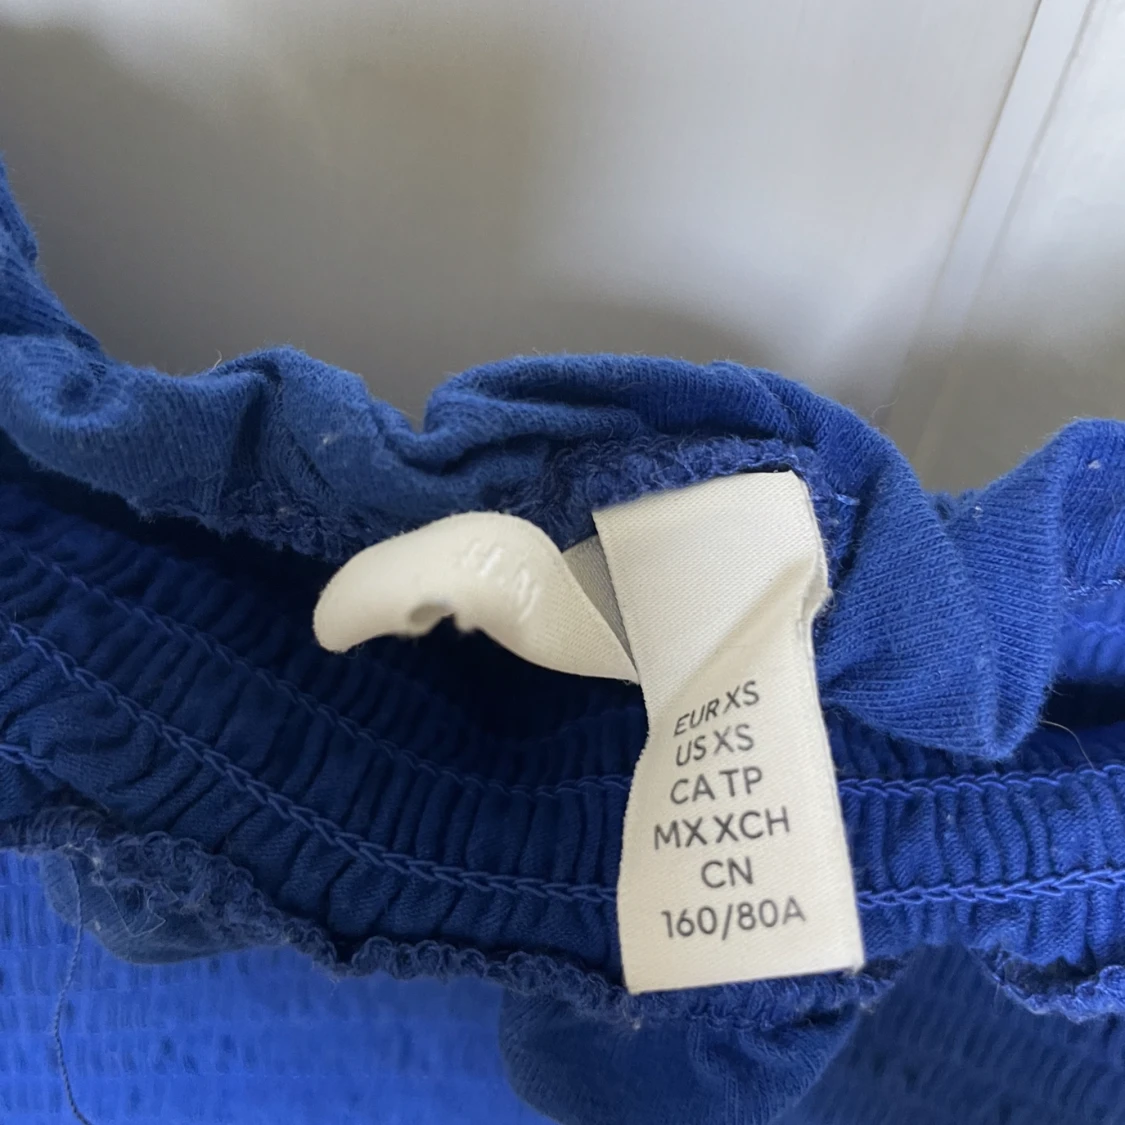 EUR XS
US XS
CA TP
MX XCH
CN
160/80A